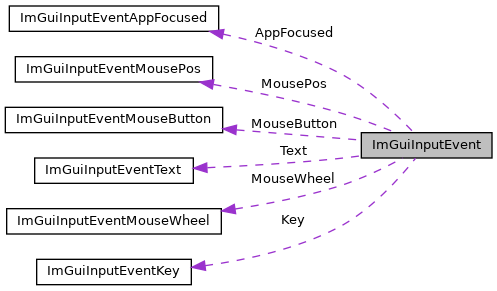 ImGuiInputEventAppFocused
AppFocused
ImGuiInputEventMousePos
MousePos
ImGuiInputEventMouseButton
MouseButton
ImGuiInputEvent
Text
ImGuiInputEventText
MouseWheel
ImGuiInputEventMouseWheel
Key
ImGuiInputEventKey